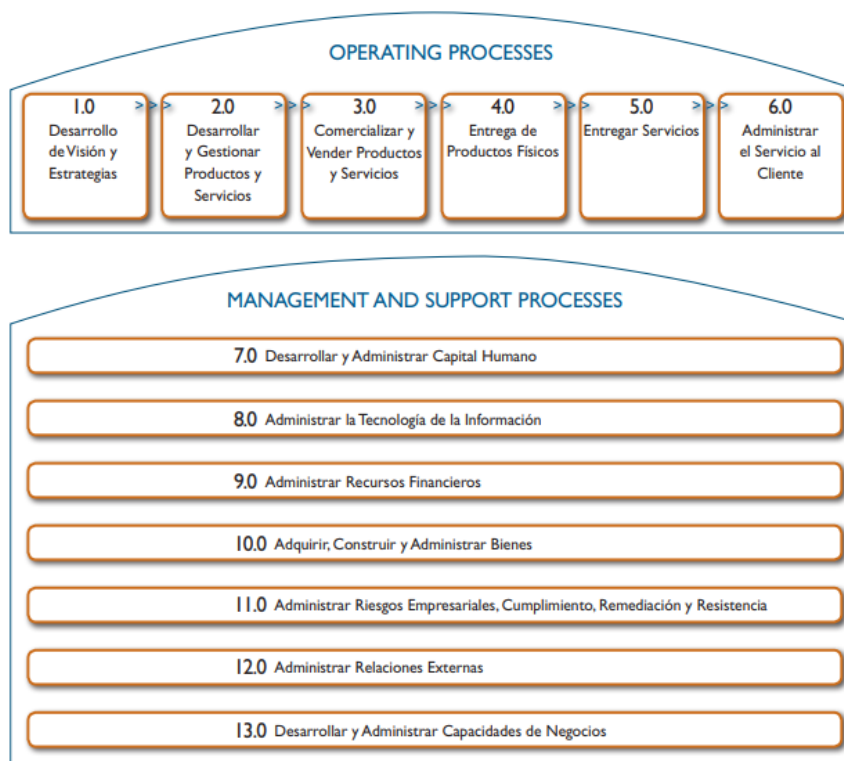 OPERATING PROCESSES
1.0 >>>
Desarrollo
de Visión y
Estrategias
2.0 >>>
Desarrollar
y Gestionar
Productos y
Servicios
3.0 >>>
Comercializar y
Vender Productos
y Servicios
4.0 >>>
Entrega de
Productos Físicos
5.0 >>>
Entregar Servicios
6.0
Administrar
el Servicio al
Cliente
MANAGEMENT AND SUPPORT PROCESSES
7.0 Desarrollar y Administrar Capital Humano
8.0 Administrar la Tecnología de la Información
9.0 Administrar Recursos Financieros
10.0 Adquirir, Construir y Administrar Bienes
11.0 Administrar Riesgos Empresariales, Cumplimiento, Remediación y Resistencia
12.0 Administrar Relaciones Externas
13.0 Desarrollar y Administrar Capacidades de Negocios